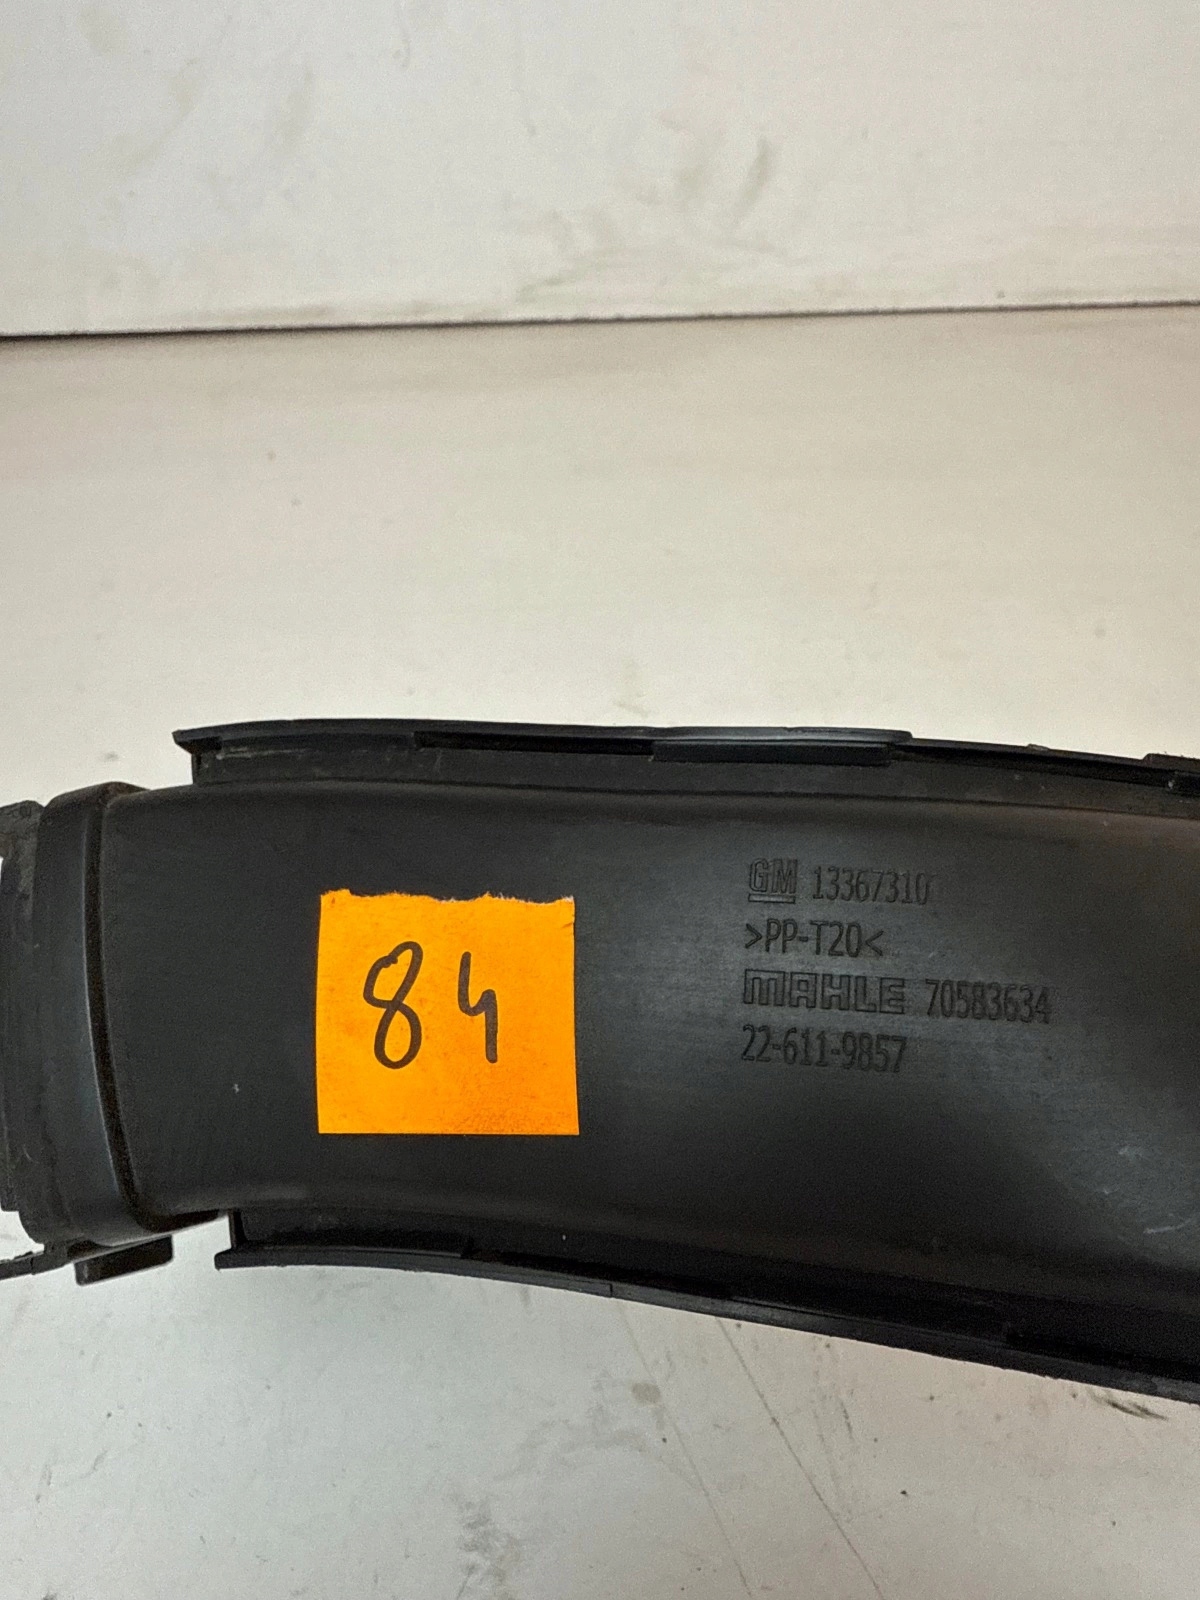 GM 13367310
>PP-T20<
MAHLE 70583634
22-611-9857
84